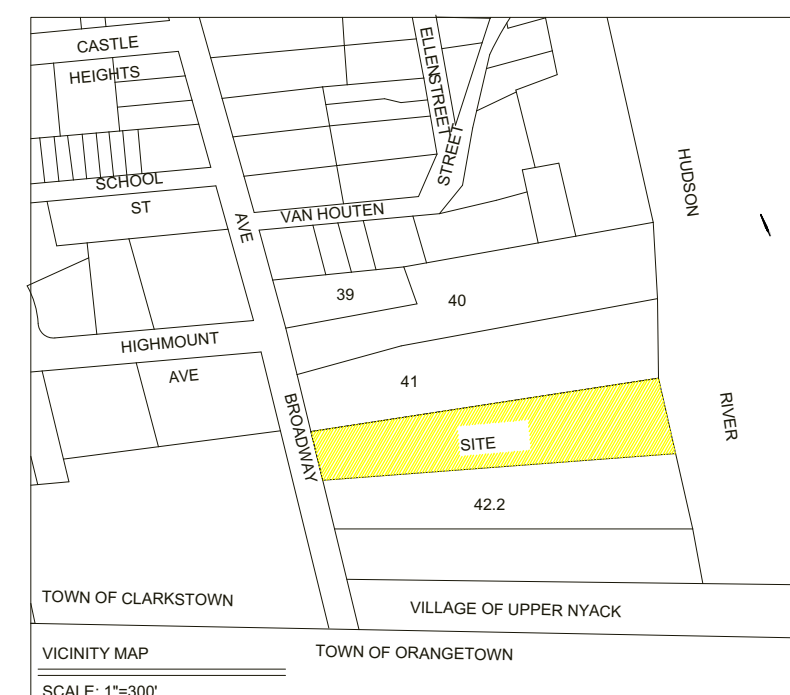 CASTLE
HEIGHTS
ELLEN STREET
STREET
HUDSON
SCHOOL
ST
AVE
VAN HOUTEN
39
40
HIGHMOUNT
AVE
41
BROADWAY
RIVER
SITE
42.2
TOWN OF CLARKSTOWN
VILLAGE OF UPPER NYACK
VICINITY MAP
TOWN OF ORANGETOWN
SCALE: 1"=300'